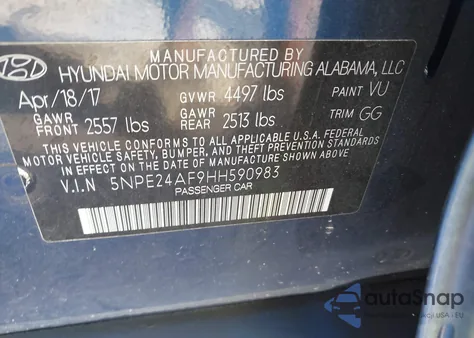 MANUFACTURED BY
HYUNDAI MOTOR MANUFACTURING ALABAMA, LLC
Apr/18/17 GVWR 4497 lbs PAINT VU
GAWR FRONT 2557 lbs GAWR REAR 2513 lbs TRIM GG
THIS VEHICLE CONFORMS TO ALL APPLICABLE U.S.A. FEDERAL
MOTOR VEHICLE SAFETY, BUMPER, AND THEFT PREVENTION STANDARDS
IN EFFECT ON THE DATE OF MANUFACTURE SHOWN ABOVE.
V.I.N 5NPE24AF9HH590983
PASSENGER CAR
autoSnap